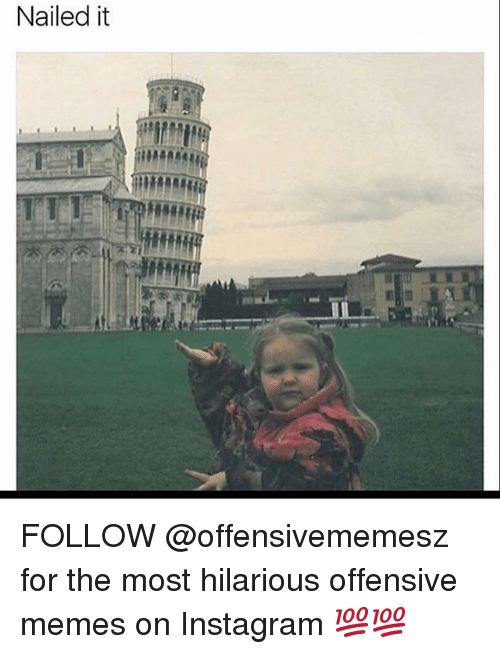 Nailed it
FOLLOW @offensivememesz
for the most hilarious offensive
memes on Instagram 💯💯